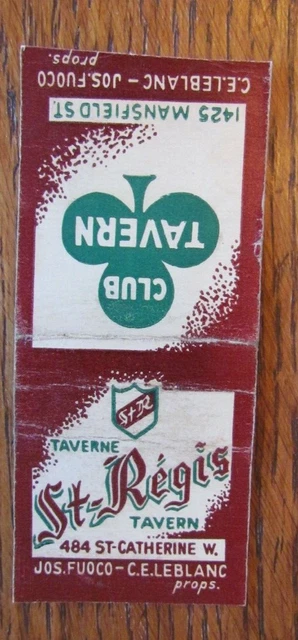 C.E.LEBLANC - JOS.FUOCO
props.
1425 MANSFIELD ST.
CLUB
TAVERN
St-R
TAVERNE
St-Régis
TAVERN
484 ST-CATHERINE W.
JOS.FUOCO - C.E.LEBLANC
props.